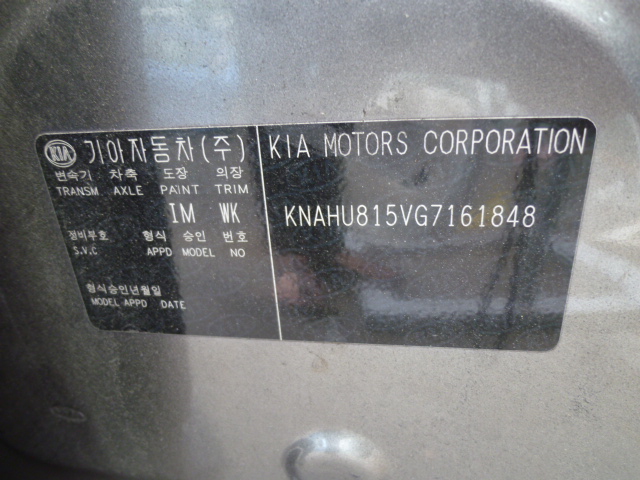 KIA 기아자동차(주)
변속기 차축 도장 의장
TRANSM AXLE PAINT TRIM
IM WK
정비부호 형식 승인 번호
S.V.C APPD MODEL NO
형식승인년월일
MODEL APPD DATE
KIA MOTORS CORPORATION
KNAHU815VG7161848